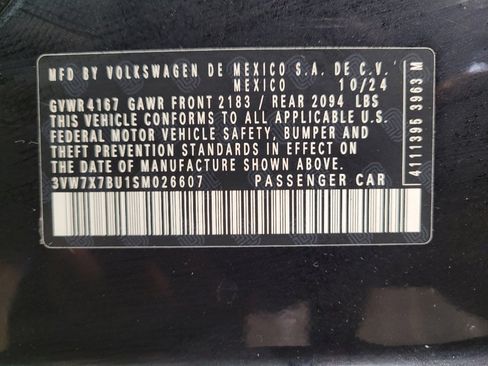 MFD BY VOLKSWAGEN DE MEXICO S.A. DE C.V.
MEXICO 10/24
GVWR 4167 GAWR FRONT 2183 / REAR 2094 LBS
THIS VEHICLE CONFORMS TO ALL APPLICABLE U.S.
FEDERAL MOTOR VEHICLE SAFETY, BUMPER AND
THEFT PREVENTION STANDARDS IN EFFECT ON
THE DATE OF MANUFACTURE SHOWN ABOVE
3VW7X7BU1SM026607 PASSENGER CAR
4111395 3963M